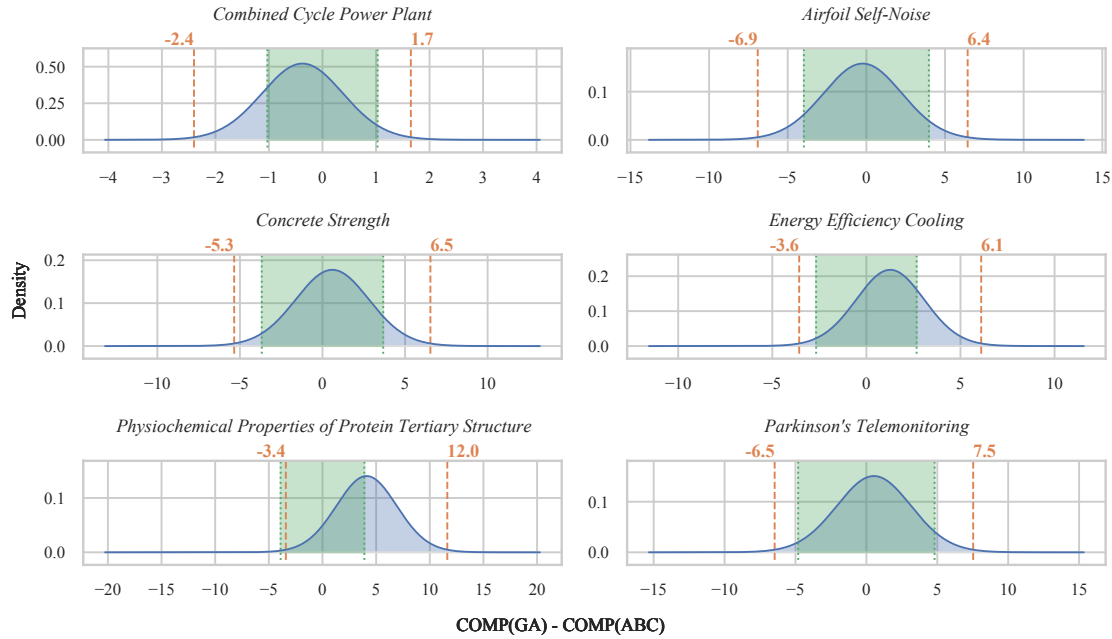 Combined Cycle Power Plant
-2.4 1.7
0.50
0.25
0.00
−4 −3 −2 −1 0 1 2 3 4
Airfoil Self-Noise
-6.9 6.4
0.1
0.0
−15 −10 −5 0 5 10 15
Concrete Strength
-5.3 6.5
0.2
0.1
0.0
−10 −5 0 5 10
Energy Efficiency Cooling
-3.6 6.1
0.2
0.1
0.0
−10 −5 0 5 10
Density
Physiochemical Properties of Protein Tertiary Structure
-3.4 12.0
0.1
0.0
−20 −15 −10 −5 0 5 10 15 20
Parkinson's Telemonitoring
-6.5 7.5
0.1
0.0
−15 −10 −5 0 5 10 15
COMP(GA) - COMP(ABC)